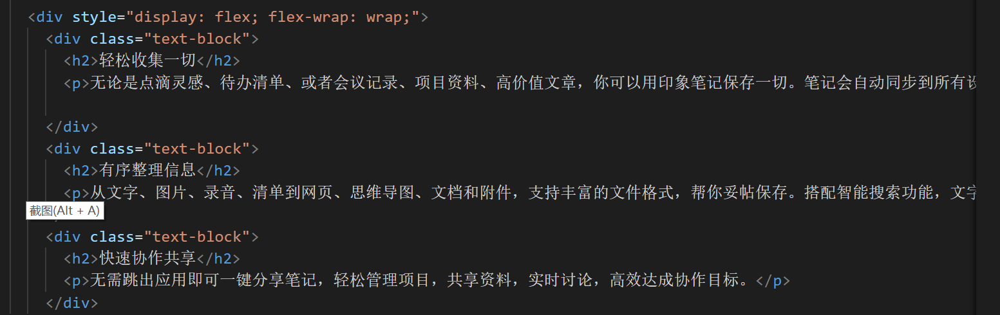 <div style="display: flex; flex-wrap: wrap;">
<div class="text-block">
<h2>轻松收集一切</h2>
<p>无论是点滴灵感、待办清单、或者会议记录、项目资料、高价值文章，你可以用印象笔记保存一切。笔记会自动同步到所有设
</div>
<div class="text-block">
<h2>有序整理信息</h2>
<p>从文字、图片、录音、清单到网页、思维导图、文档和附件，支持丰富的文件格式，帮你妥帖保存。搭配智能搜索功能，文字
截图(Alt + A)
<div class="text-block">
<h2>快速协作共享</h2>
<p>无需跳出应用即可一键分享笔记，轻松管理项目，共享资料，实时讨论，高效达成协作目标。</p>
</div>